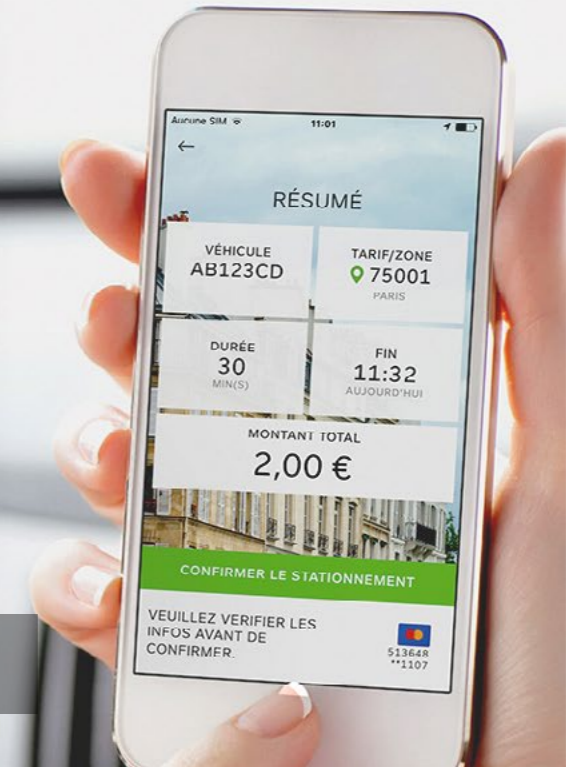 Aucune SIM
11:01
←
RÉSUMÉ
VÉHICULE
AB123CD
TARIF/ZONE
75001
PARIS
DURÉE
30
MIN(S)
FIN
11:32
AUJOURD'HUI
MONTANT TOTAL
2,00 €
CONFIRMER LE STATIONNEMENT
VEUILLEZ VERIFIER LES
INFOS AVANT DE
CONFIRMER.
513648
**1107